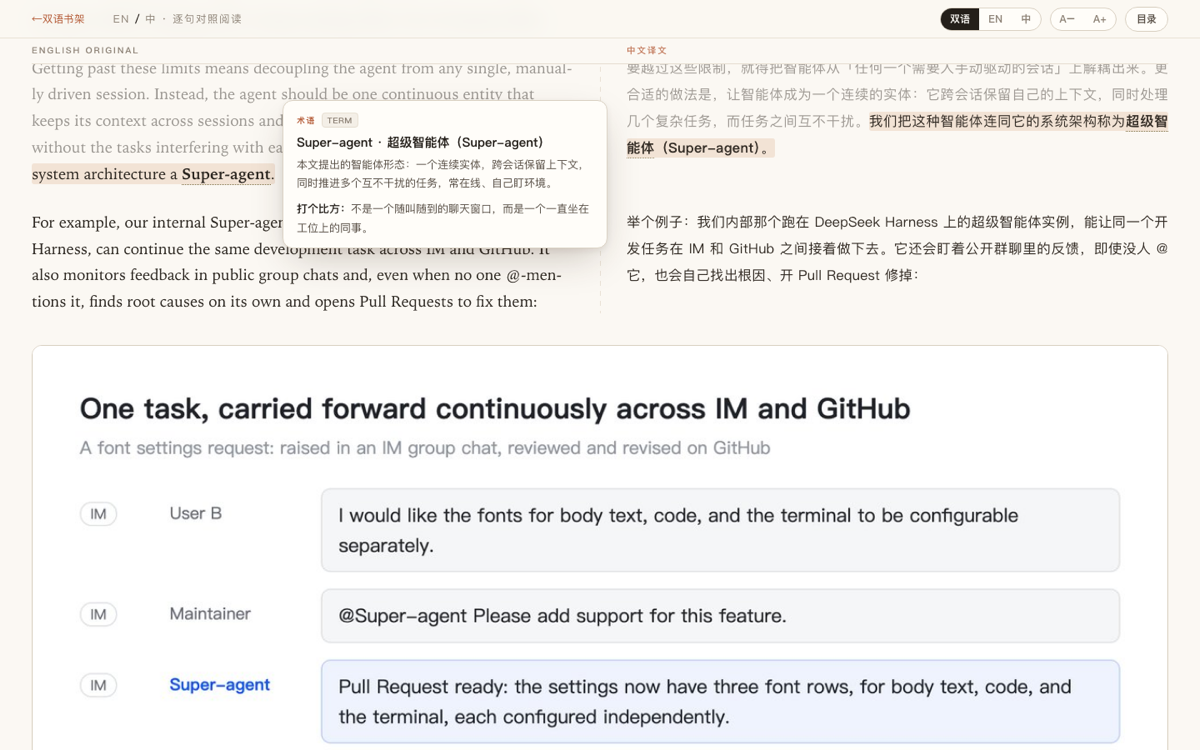 ←双语书架
EN / 中 · 逐句对照阅读
双语 EN 中
A− A+
目录
ENGLISH ORIGINAL
中文译文
Getting past these limits means decoupling the agent from any single, manual-
ly driven session. Instead, the agent should be one continuous entity that
keeps its context across sessions and
without the tasks interfering with ea
system architecture a Super-agent.
要越过这些限制，就得把智能体从「任何一个需要人手动驱动的会话」上解耦出来。更
合适的做法是，让智能体成为一个连续的实体：它跨会话保留自己的上下文，同时处理
几个复杂任务，而任务之间互不干扰。我们把这种智能体连同它的系统架构称为超级智
能体（Super-agent）。
术语 TERM
Super-agent · 超级智能体（Super-agent）
本文提出的智能体形态：一个连续实体，跨会话保留上下文，
同时推进多个互不干扰的任务，常在线、自己盯环境。
打个比方：不是一个随叫随到的聊天窗口，而是一个一直坐在
工位上的同事。
For example, our internal Super-agen
Harness, can continue the same development task across IM and GitHub. It
also monitors feedback in public group chats and, even when no one @-men-
tions it, finds root causes on its own and opens Pull Requests to fix them:
举个例子：我们内部那个跑在 DeepSeek Harness 上的超级智能体实例，能让同一个开
发任务在 IM 和 GitHub 之间接着做下去。它还会盯着公开群聊里的反馈，即使没人 @
它，也会自己找出根因、开 Pull Request 修掉：
One task, carried forward continuously across IM and GitHub
A font settings request: raised in an IM group chat, reviewed and revised on GitHub
IM User B I would like the fonts for body text, code, and the terminal to be configurable
separately.
IM Maintainer @Super-agent Please add support for this feature.
IM Super-agent Pull Request ready: the settings now have three font rows, for body text, code, and
the terminal, each configured independently.